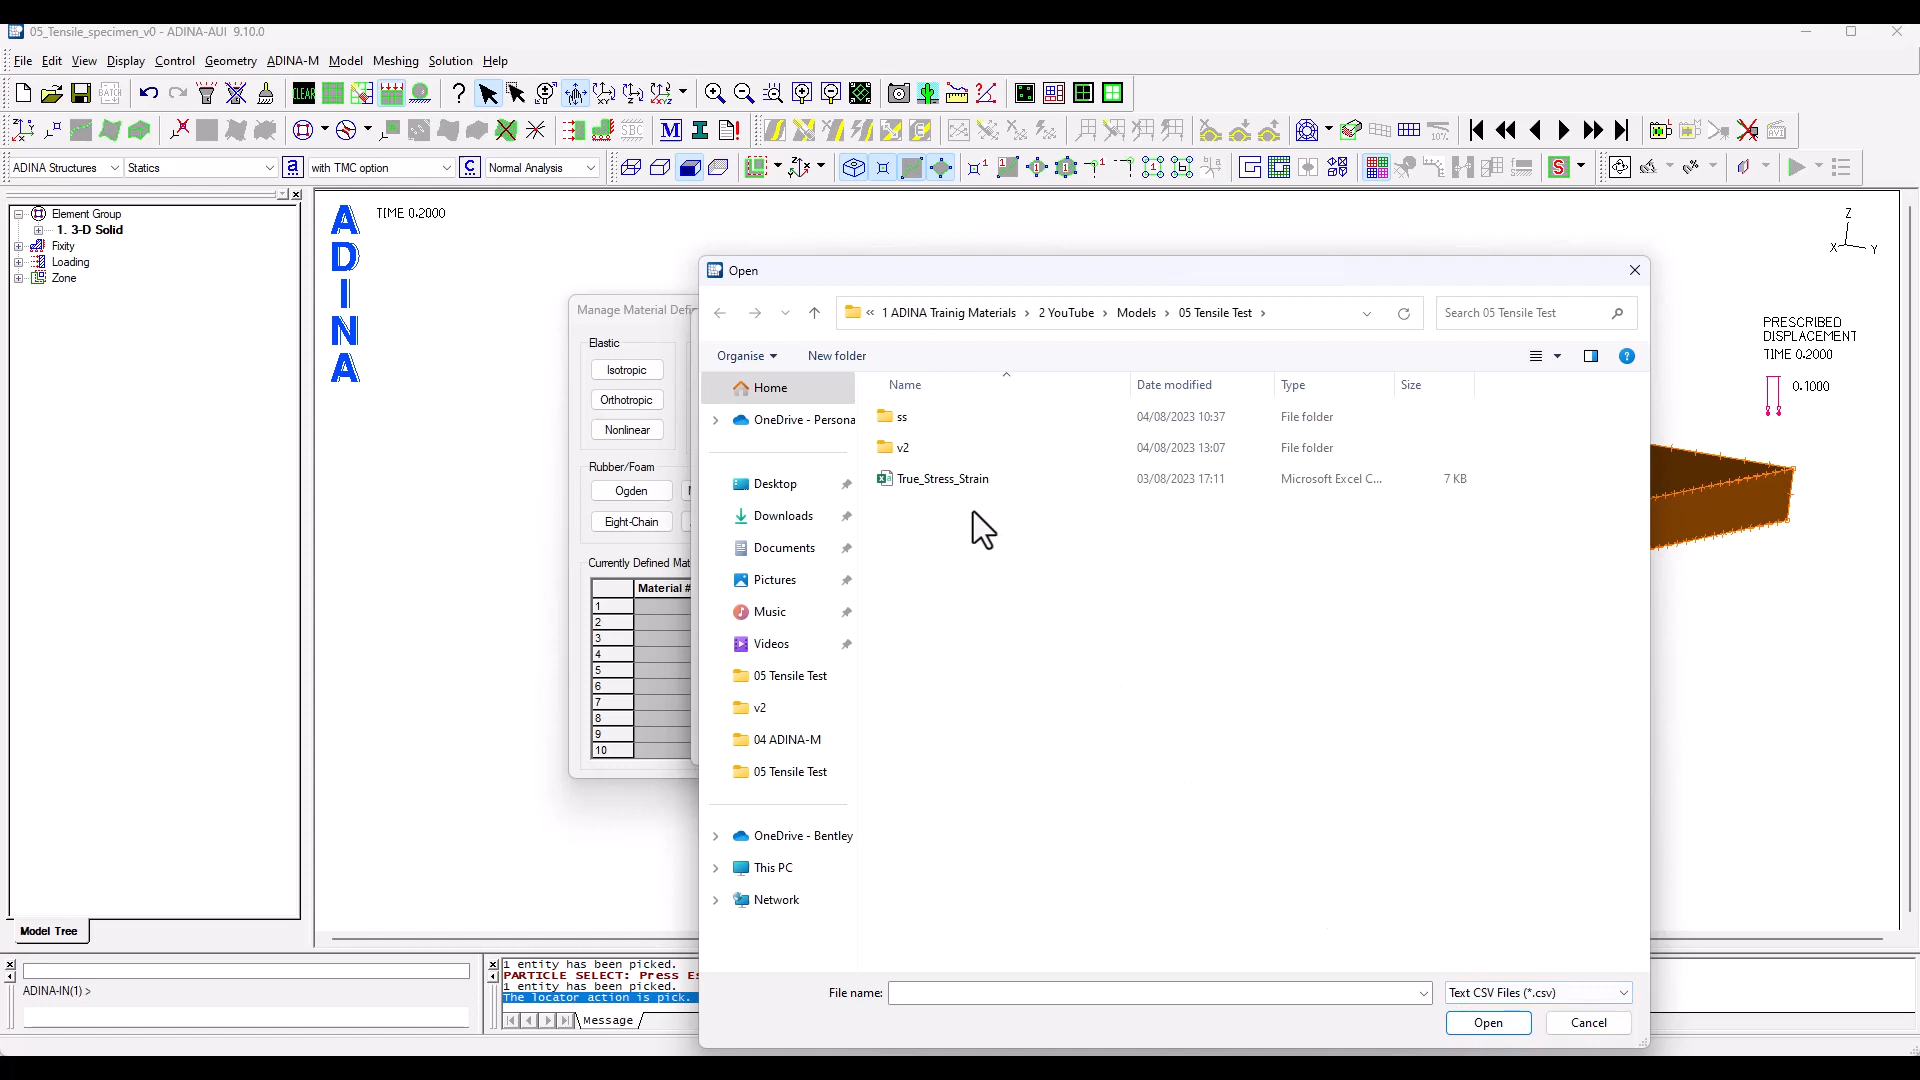 05_Tensile_specimen_v0 - ADINA-AUI 9.10.0
File Edit View Display Control Geometry ADINA-M Model Meshing Solution Help
ADINA Structures Statics with TMC option Normal Analysis
Element Group
1. 3-D Solid
Fixity
Loading
Zone
Model Tree
ADINA
TIME 0.2000
Z
X
Y
PRESCRIBED
DISPLACEMENT
TIME 0.2000
0.1000
Manage Material Defi
Elastic
Isotropic
Orthotropic
Nonlinear
Rubber/Foam
Ogden
Eight-Chain
Currently Defined Mat
Material #
1
2
3
4
5
6
7
8
9
10
Open
« 1 ADINA Trainig Materials › 2 YouTube › Models › 05 Tensile Test ›
Search 05 Tensile Test
Organise New folder
Home
OneDrive - Persona
Desktop
Downloads
Documents
Pictures
Music
Videos
05 Tensile Test
v2
04 ADINA-M
05 Tensile Test
OneDrive - Bentley
This PC
Network
Name Date modified Type Size
ss 04/08/2023 10:37 File folder
v2 04/08/2023 13:07 File folder
True_Stress_Strain 03/08/2023 17:11 Microsoft Excel C... 7 KB
File name: Text CSV Files (*.csv)
Open Cancel
ADINA-IN(1) >
1 entity has been picked.
PARTICLE SELECT: Press Es
1 entity has been picked.
The locator action is pick.
Message